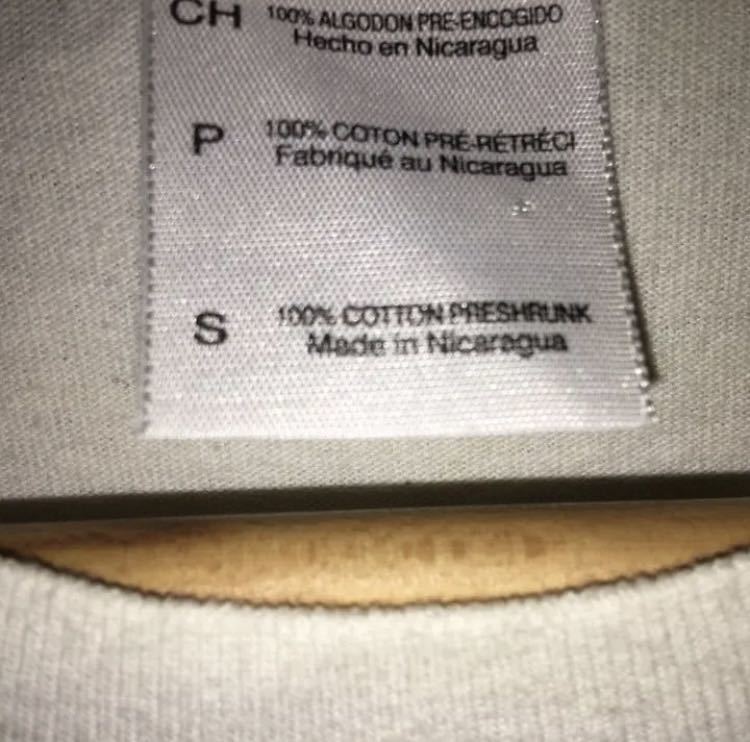 CH 100% ALGODON PRE-ENCOGIDO
Hecho en Nicaragua
P 100% COTON PRÉ-RÉTRÉCI
Fabriqué au Nicaragua
S 100% COTTON PRESHRUNK
Made in Nicaragua